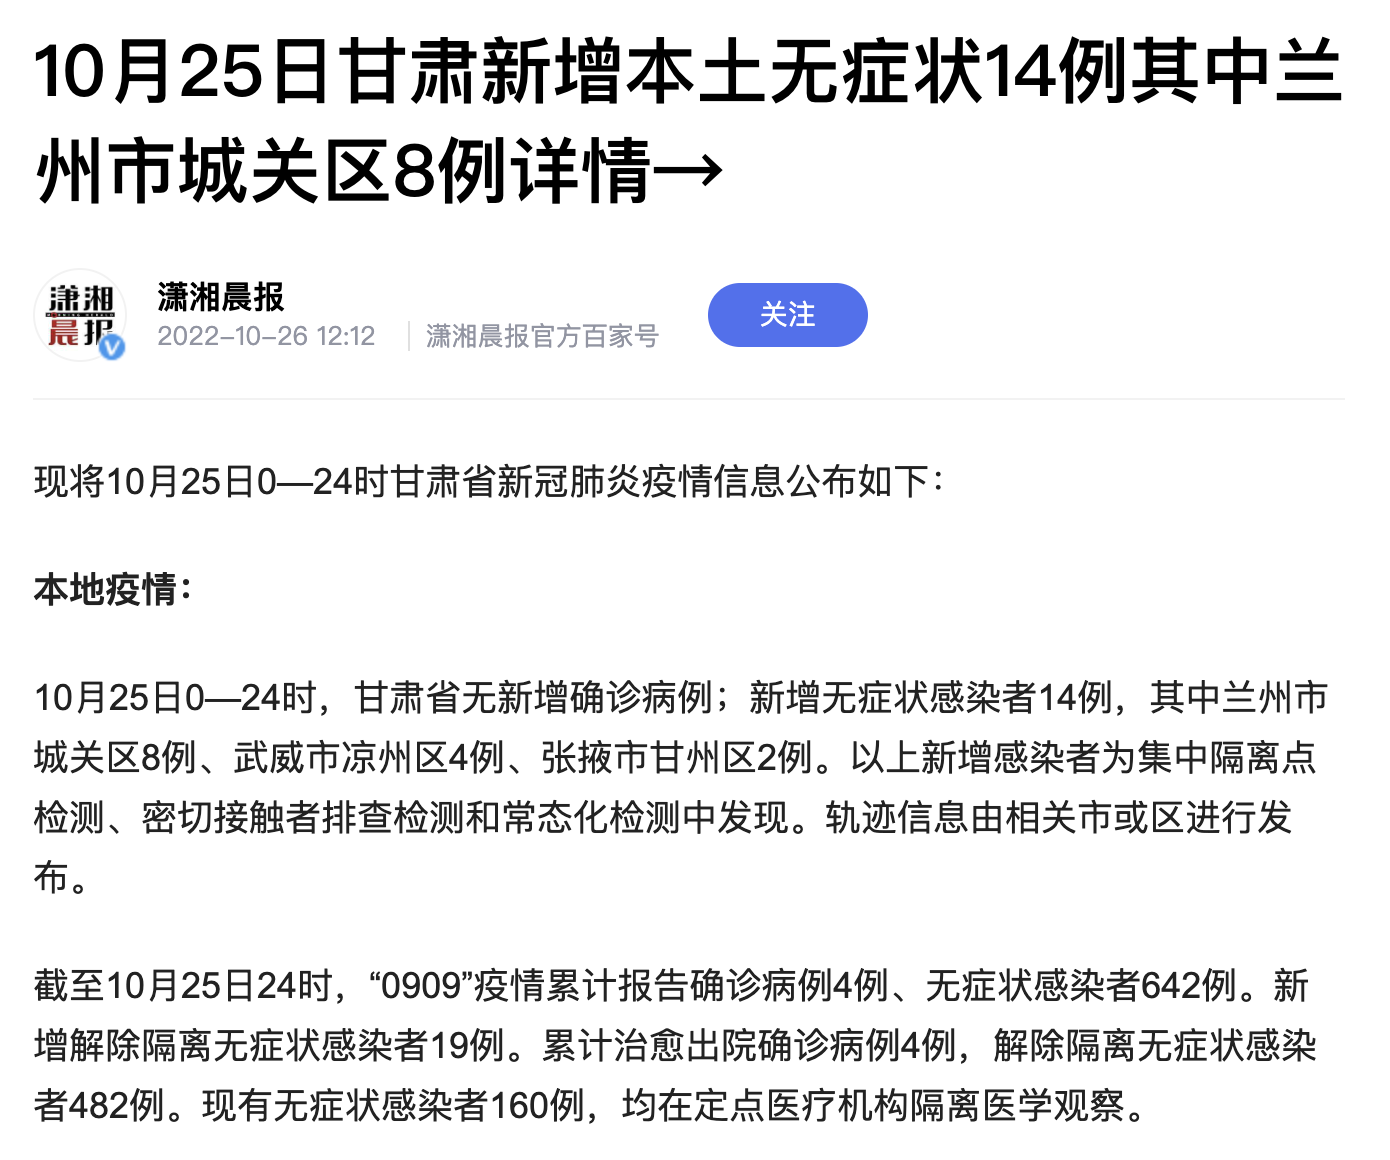 10月25日甘肃新增本土无症状14例其中兰
州市城关区8例详情→
潇湘
晨报
潇湘晨报
2022-10-26 12:12
潇湘晨报官方百家号
关注
现将10月25日0—24时甘肃省新冠肺炎疫情信息公布如下：
本地疫情：
10月25日0—24时，甘肃省无新增确诊病例；新增无症状感染者14例，其中兰州市
城关区8例、武威市凉州区4例、张掖市甘州区2例。以上新增感染者为集中隔离点
检测、密切接触者排查检测和常态化检测中发现。轨迹信息由相关市或区进行发
布。
截至10月25日24时，“0909”疫情累计报告确诊病例4例、无症状感染者642例。新
增解除隔离无症状感染者19例。累计治愈出院确诊病例4例，解除隔离无症状感染
者482例。现有无症状感染者160例，均在定点医疗机构隔离医学观察。